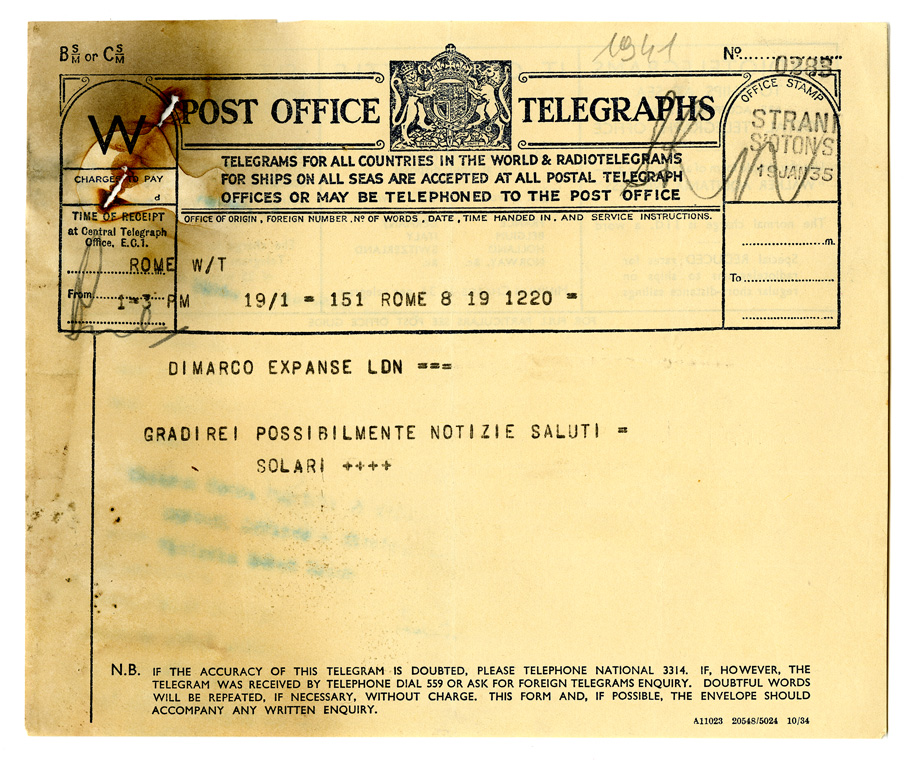 B S/M or C S/M
1941
Nº 0285
W
POST OFFICE TELEGRAPHS
OFFICE STAMP
TELEGRAMS FOR ALL COUNTRIES IN THE WORLD & RADIOTELEGRAMS
FOR SHIPS ON ALL SEAS ARE ACCEPTED AT ALL POSTAL TELEGRAPH
OFFICES OR MAY BE TELEPHONED TO THE POST OFFICE
19 JAN 35
CHARGES TO PAY
d
TIME OF RECEIPT
at Central Telegraph
Office, E.C.1.
OFFICE OF ORIGIN, FOREIGN NUMBER, Nº OF WORDS, DATE, TIME HANDED IN, AND SERVICE INSTRUCTIONS.
m.
ROME W/T
To
From 1-3 PM 19/1 = 151 ROME 8 19 1220 =
m.
DIMARCO EXPANSE LDN ===
GRADIREI POSSIBILMENTE NOTIZIE SALUTI =
SOLARI ++++
N.B. IF THE ACCURACY OF THIS TELEGRAM IS DOUBTED, PLEASE TELEPHONE NATIONAL 3314. IF, HOWEVER, THE
TELEGRAM WAS RECEIVED BY TELEPHONE DIAL 559 OR ASK FOR FOREIGN TELEGRAMS ENQUIRY. DOUBTFUL WORDS
WILL BE REPEATED, IF NECESSARY, WITHOUT CHARGE. THIS FORM AND, IF POSSIBLE, THE ENVELOPE SHOULD
ACCOMPANY ANY WRITTEN ENQUIRY.
A11023 20548/5024 10/34